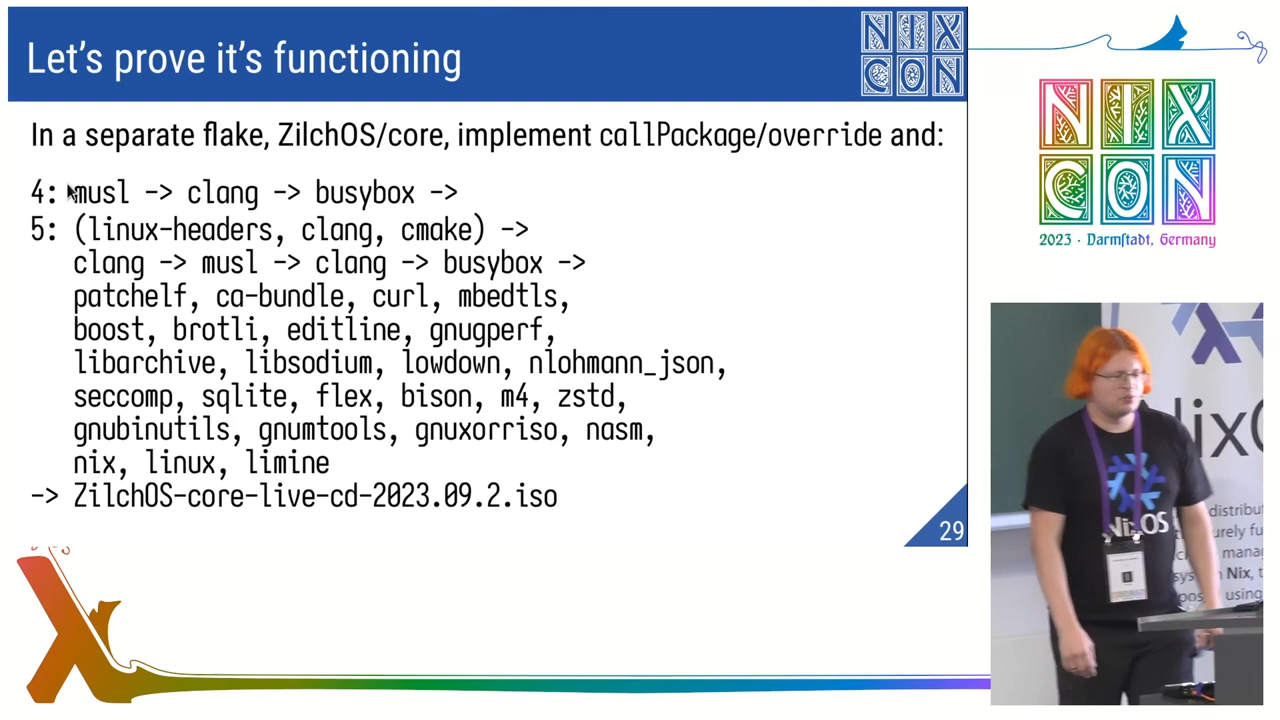 Let's prove it's functioning
NIX
CON
In a separate flake, ZilchOS/core, implement callPackage/override and:
4: musl -> clang -> busybox ->
5: (linux-headers, clang, cmake) ->
clang -> musl -> clang -> busybox ->
patchelf, ca-bundle, curl, mbedtls,
boost, brotli, editline, gnugperf,
libarchive, libsodium, lowdown, nlohmann_json,
seccomp, sqlite, flex, bison, m4, zstd,
gnubinutils, gnumtools, gnuxorriso, nasm,
nix, linux, limine
-> ZilchOS-core-live-cd-2023.09.2.iso
29
NIX
CON
2023 · Darmstadt, Germany
NixOS
Nix,
using